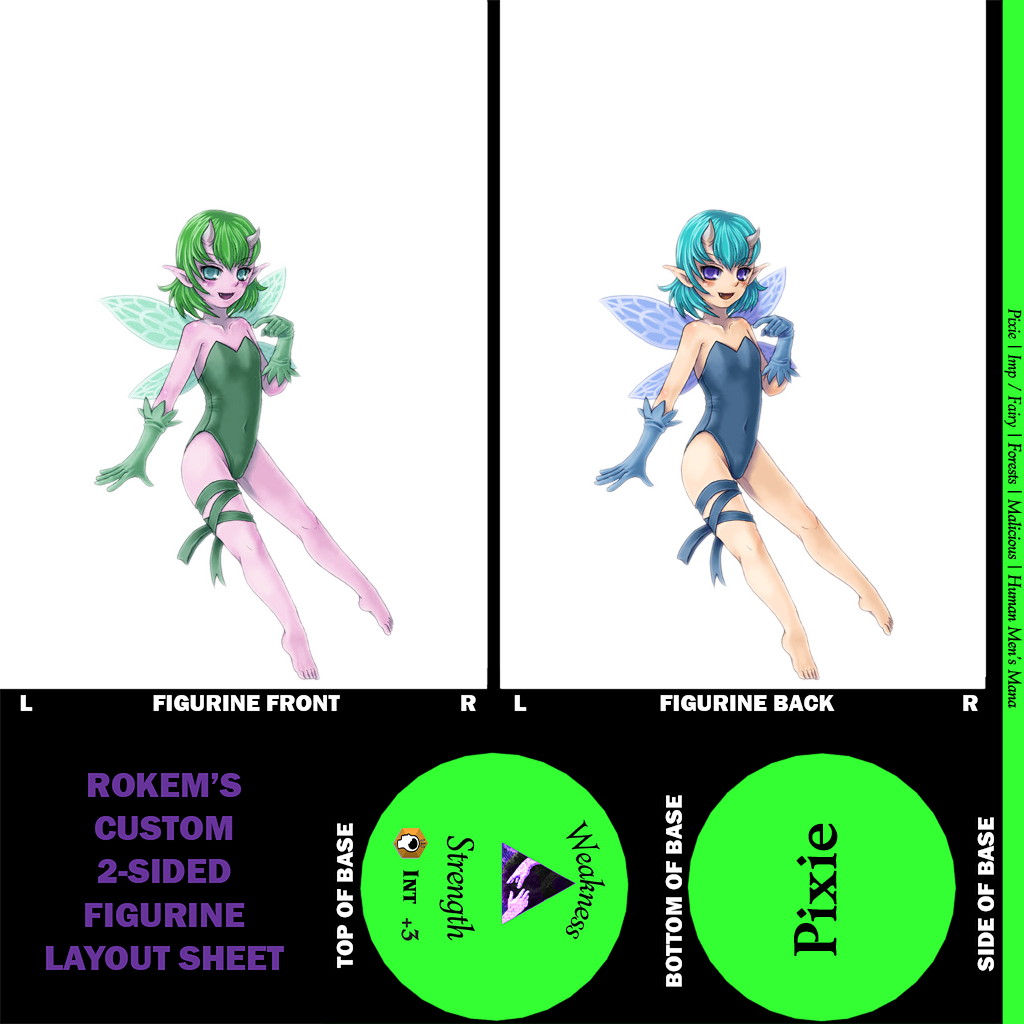 L FIGURINE FRONT R
L FIGURINE BACK R
ROKEM'S
CUSTOM
2-SIDED
FIGURINE
LAYOUT SHEET
TOP OF BASE
Weakness
Strength
INT +3
BOTTOM OF BASE
Pixie
SIDE OF BASE
Pixie | Imp / Fairy | Forests | Malicious | Human Men's Mana